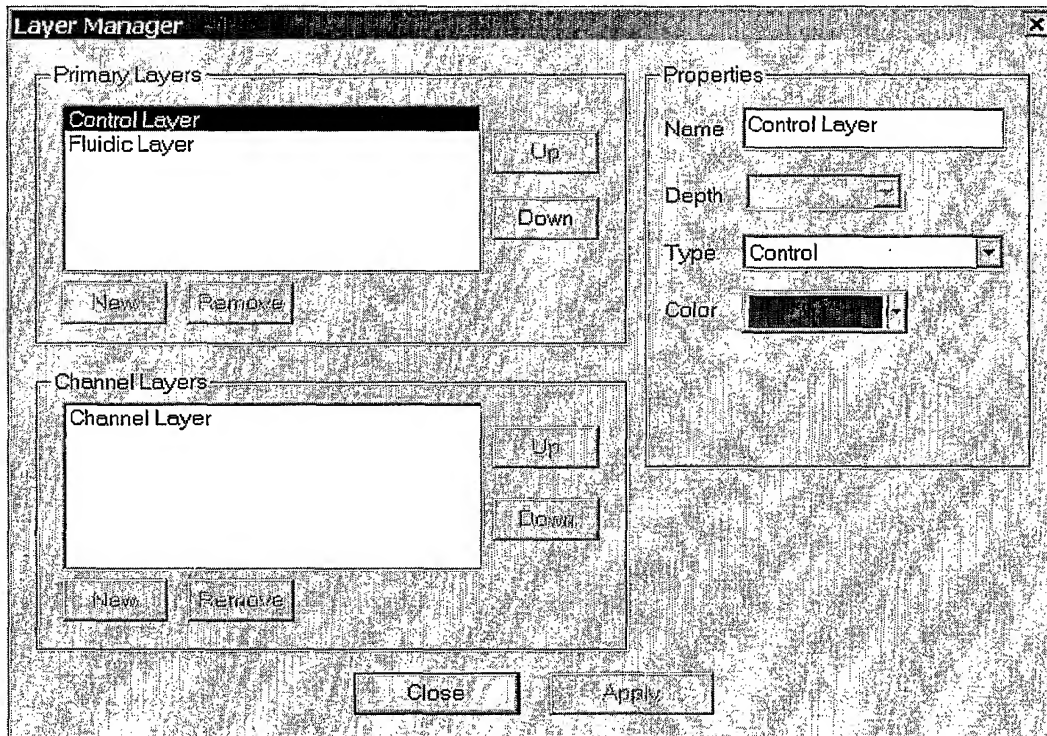 Layer Manager
Primary Layers
Control Layer
Fluidic Layer
Up
Down
New
Remove
Channel Layers
Channel Layer
Up
Down
New
Remove
Properties
Name
Control Layer
Depth
Type
Control
Color
Close
Apply